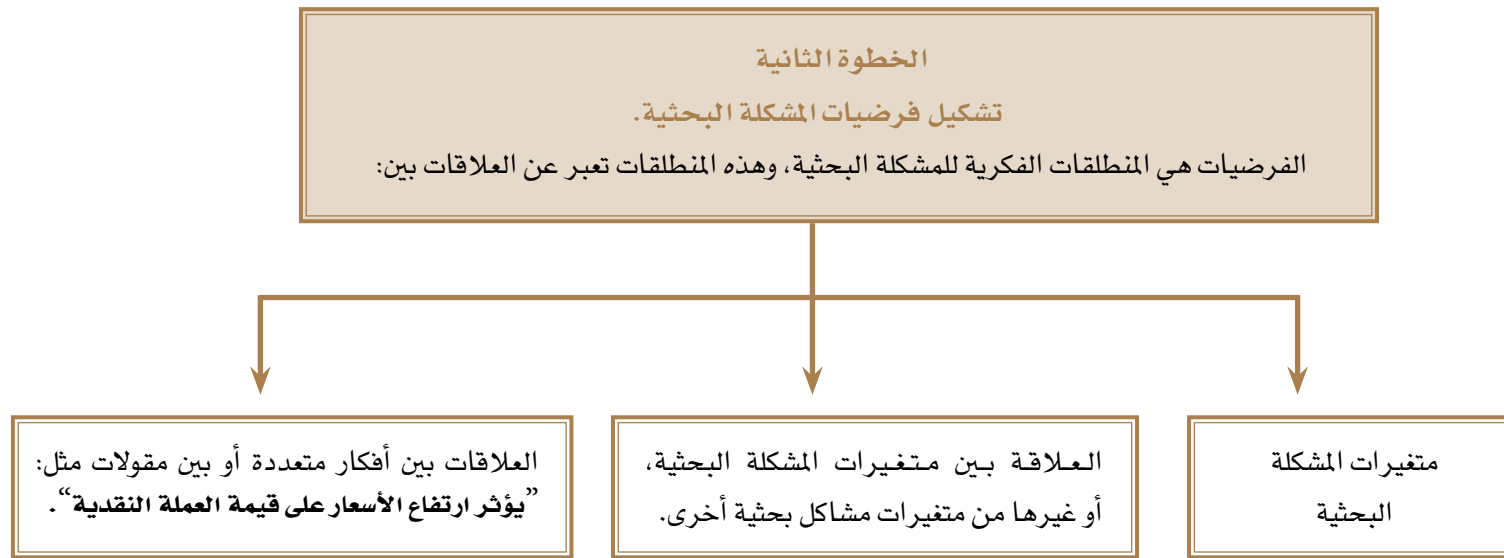 الخطوة الثانية
تشكيل فرضيات المشكلة البحثية.
الفرضيات هي المنطلقات الفكرية للمشكلة البحثية، وهذه المنطلقات تعبر عن العلاقات بين:
متغيرات المشكلة
البحثية
العلاقة بين متغيرات المشكلة البحثية،
أو غيرها من متغيرات مشاكل بحثية أخرى.
العلاقات بين أفكار متعددة أو بين مقولات مثل:
“يؤثر ارتفاع الأسعار على قيمة العملة النقدية“.